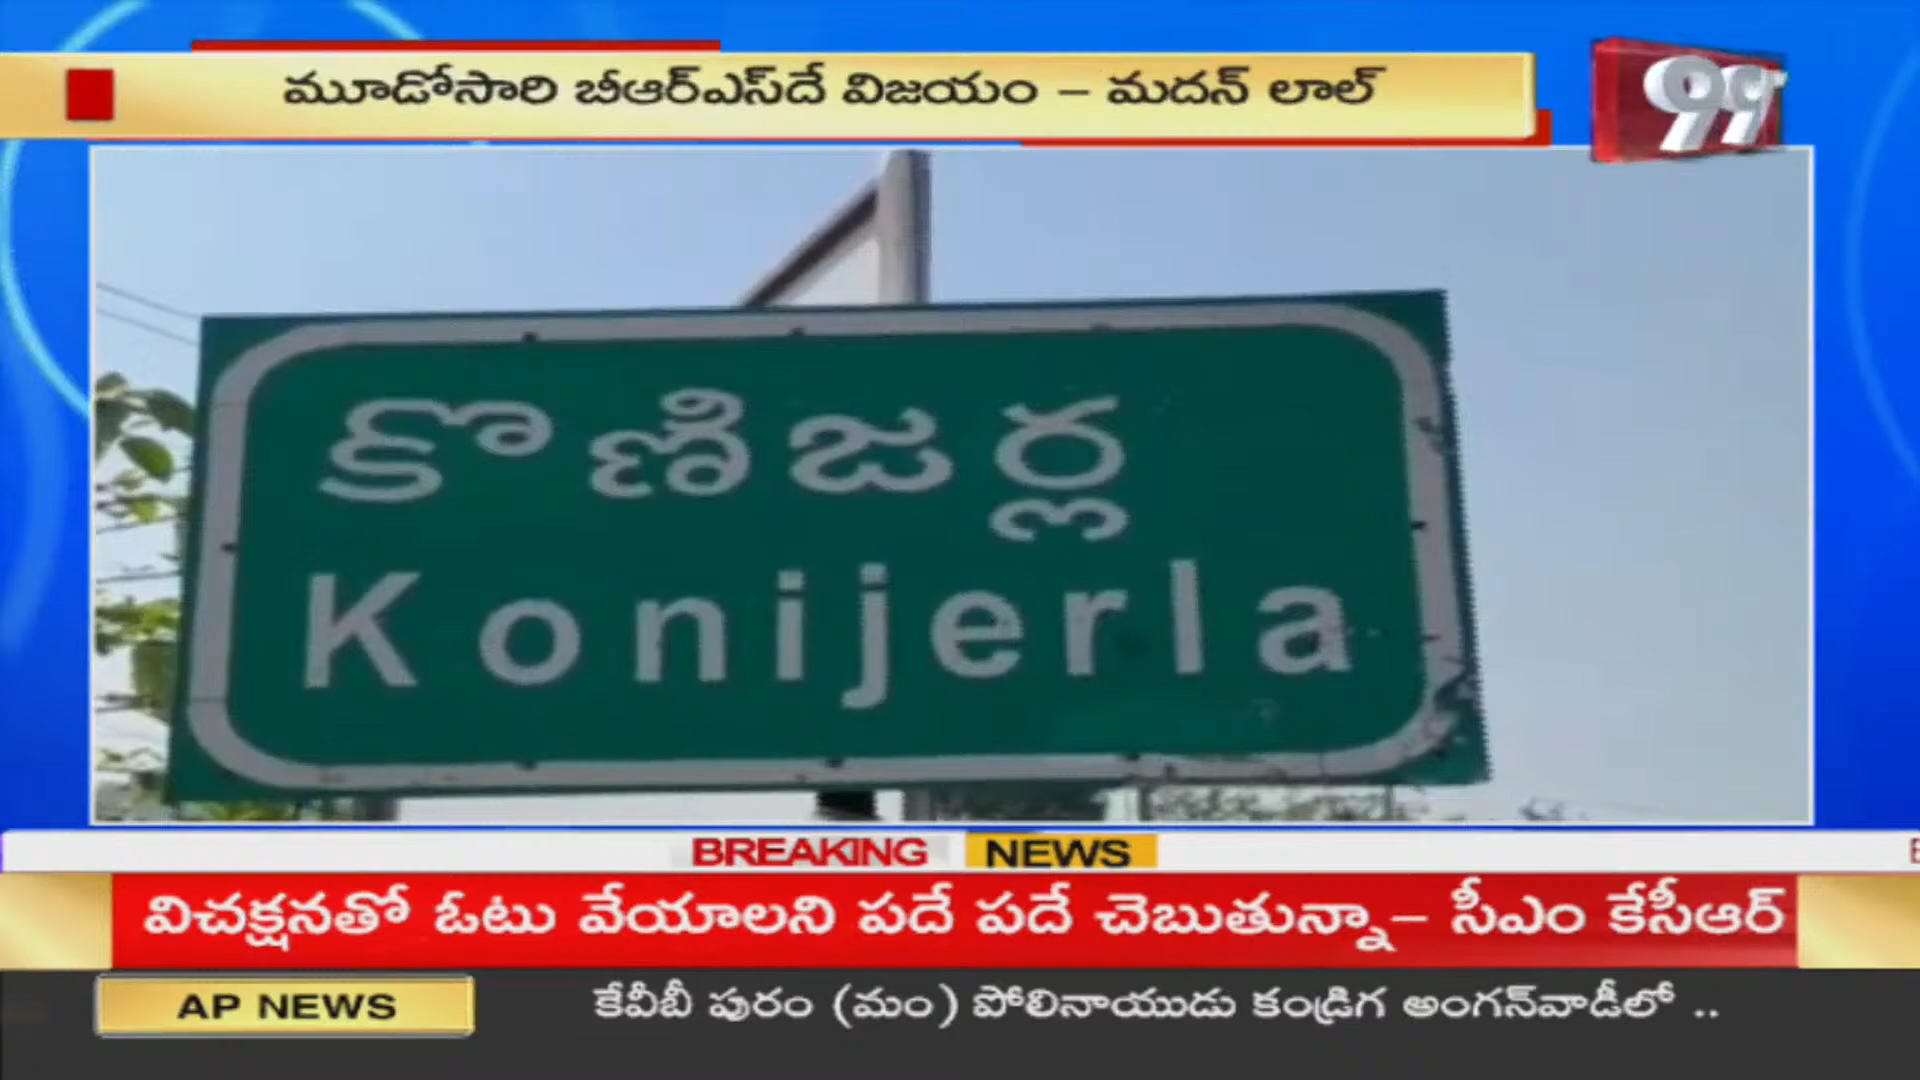 మూడోసారి బీఆర్ఎస్‌దే విజయం – మదన్ లాల్
99
కొణిజర్ల
Konijerla
BREAKING NEWS
విచక్షనతో ఓటు వేయాలని పదే పదే చెబుతున్నా– సీఎం కేసీఆర్
AP NEWS
కేవీబీ పురం (మం) పోలినాయుడు కండ్రిగ అంగన్‌వాడీలో ..